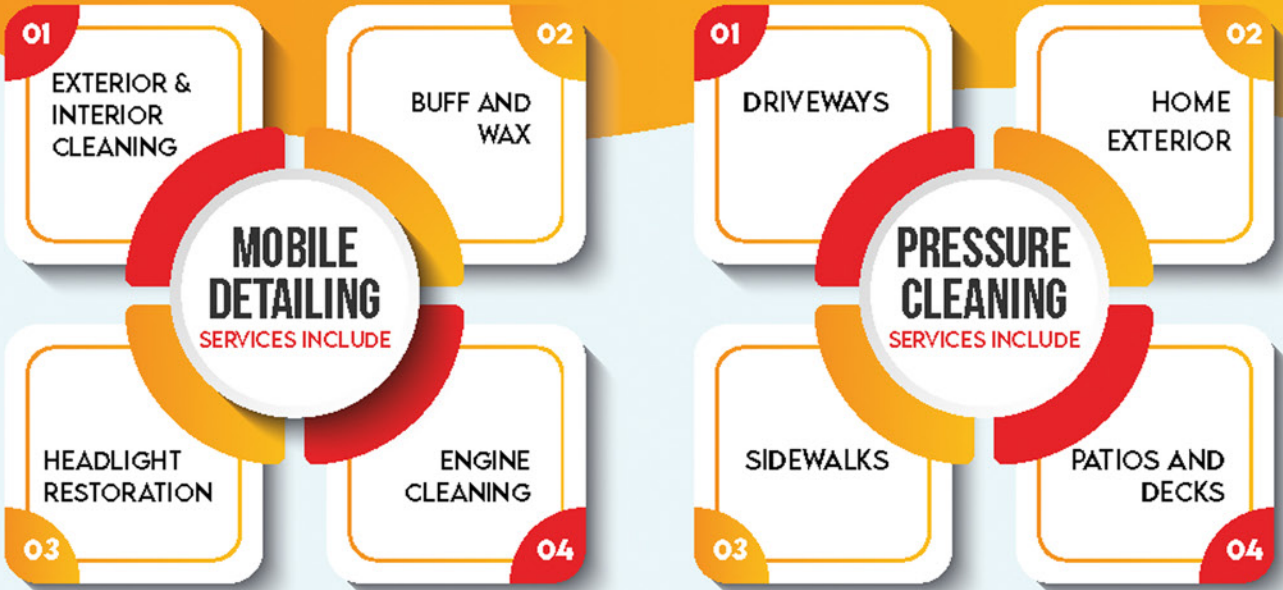 01
EXTERIOR &
INTERIOR
CLEANING
02
BUFF AND
WAX
MOBILE
DETAILING
SERVICES INCLUDE
03
HEADLIGHT
RESTORATION
04
ENGINE
CLEANING
01
DRIVEWAYS
02
HOME
EXTERIOR
PRESSURE
CLEANING
SERVICES INCLUDE
03
SIDEWALKS
04
PATIOS AND
DECKS